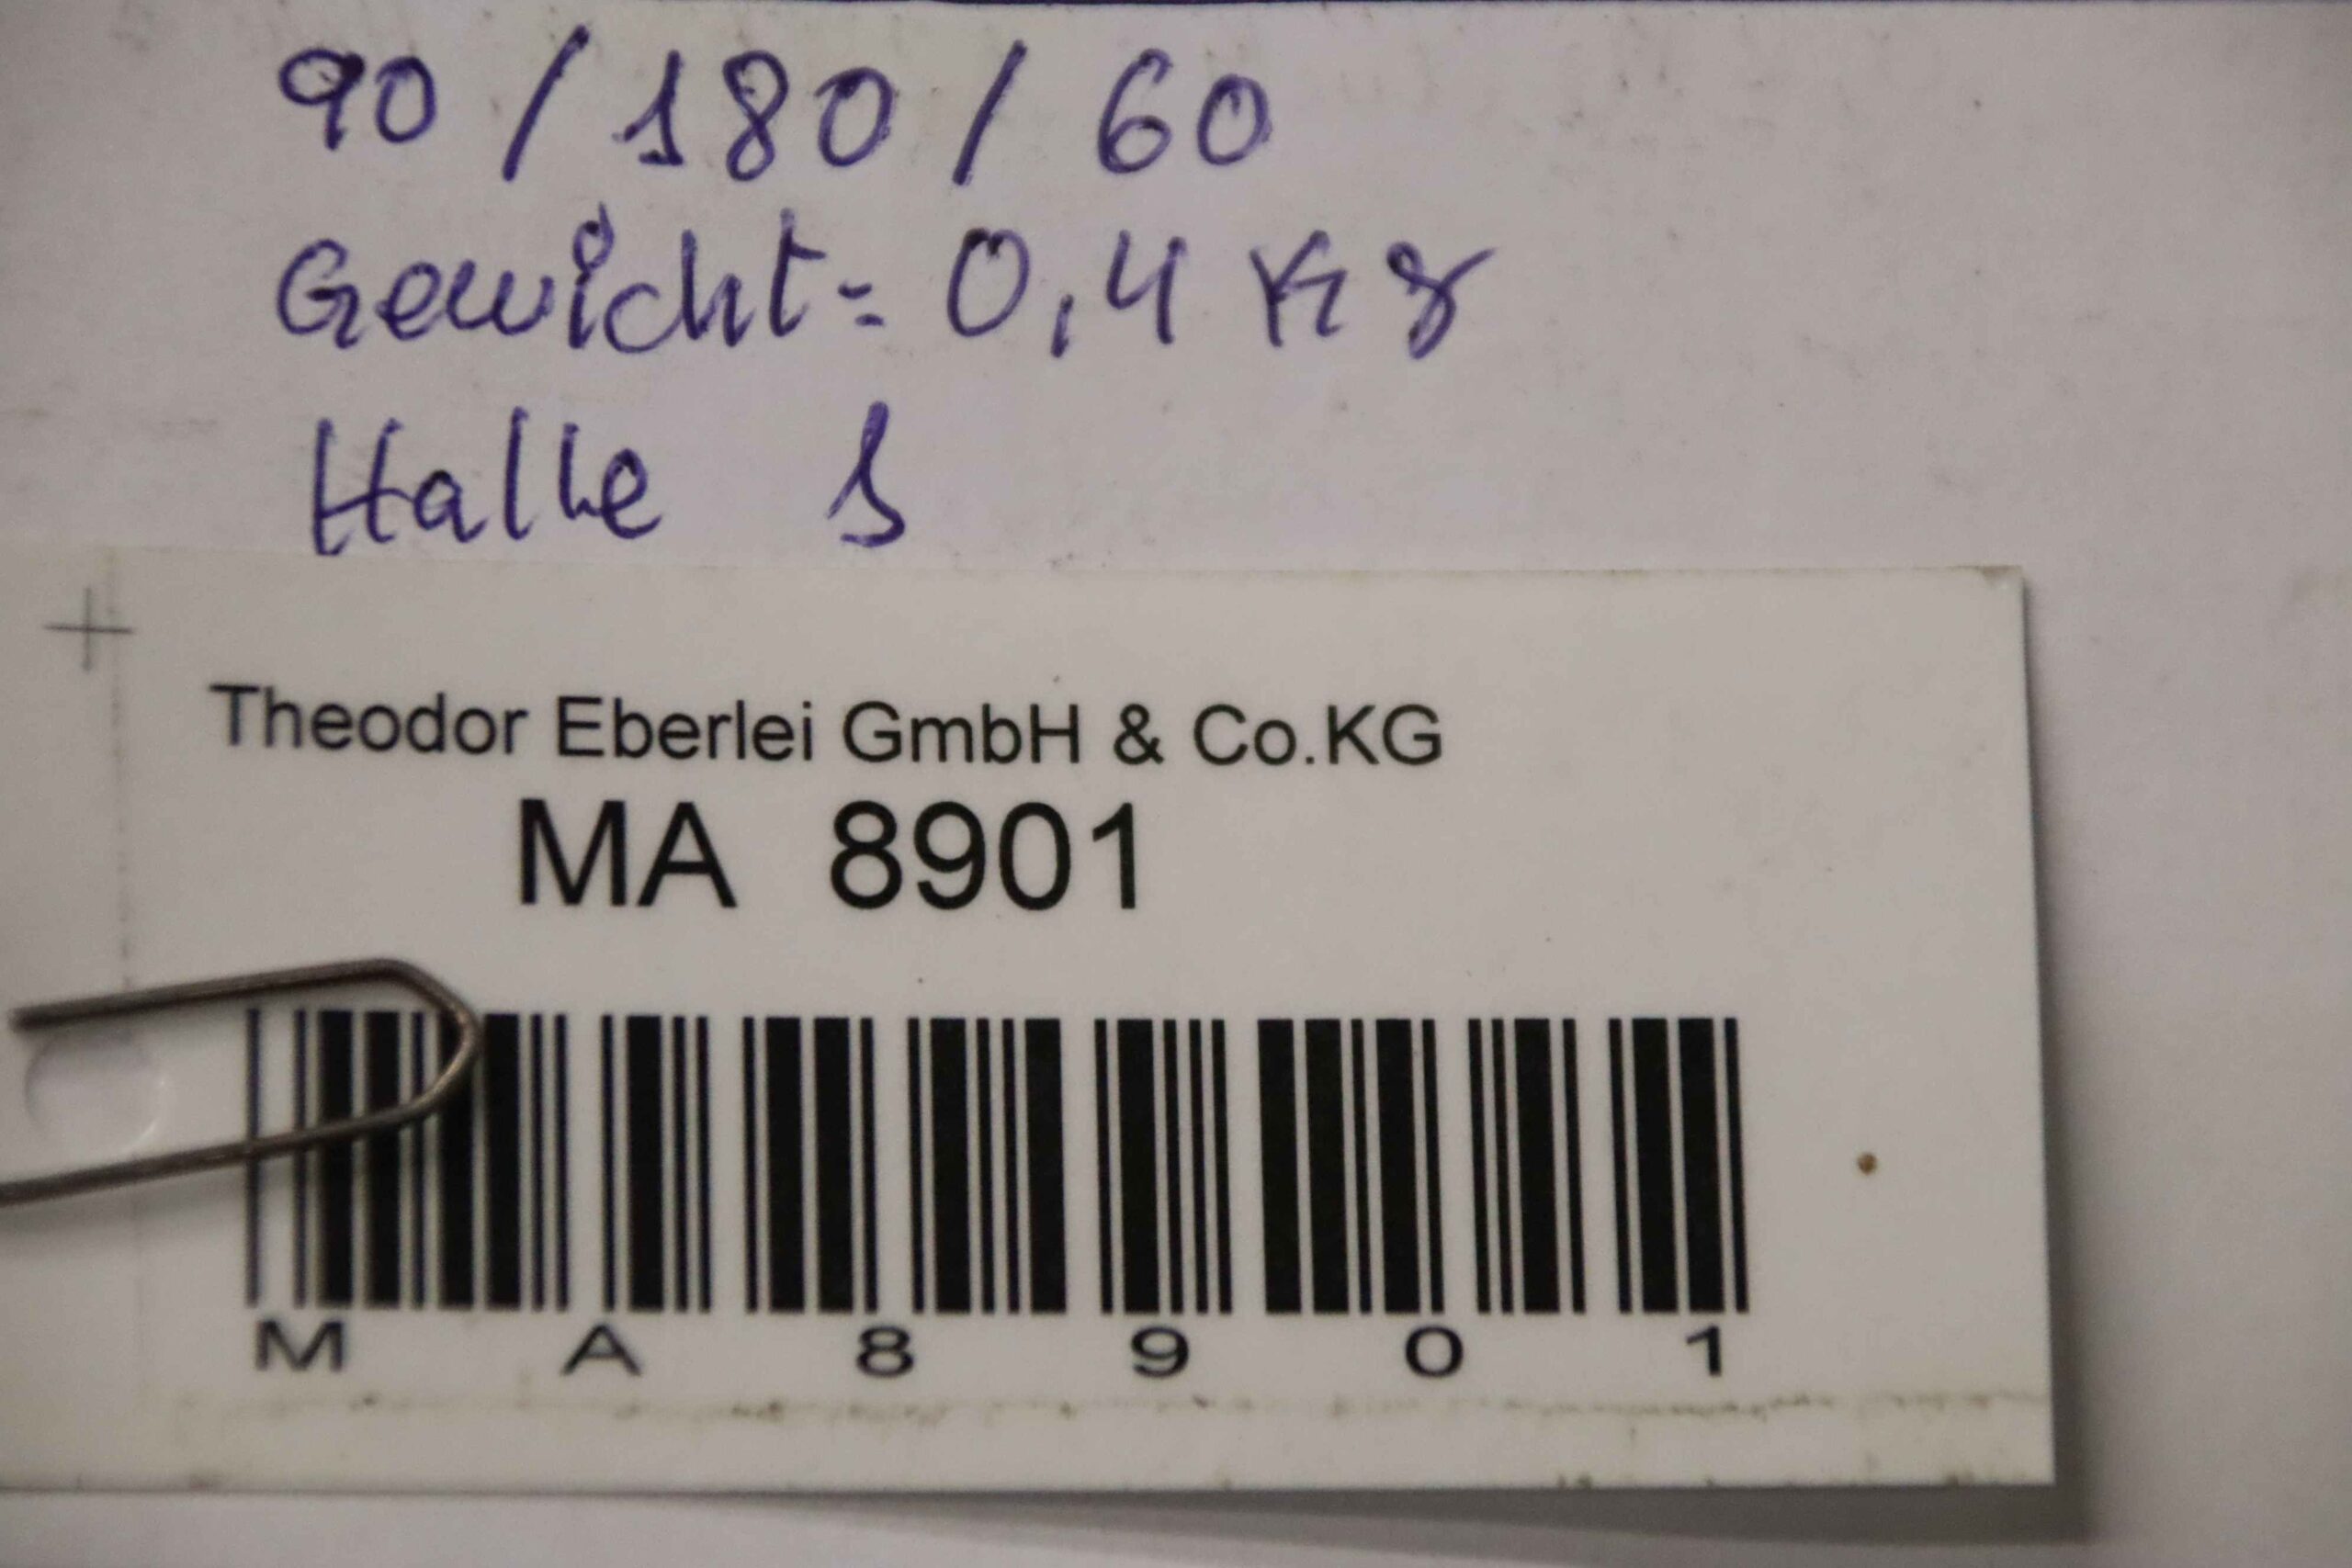 90 / 180 / 60
Gewicht = 0,4 Kg
Halle 1
Theodor Eberlei GmbH & Co.KG
MA 8901
M A 8 9 0 1